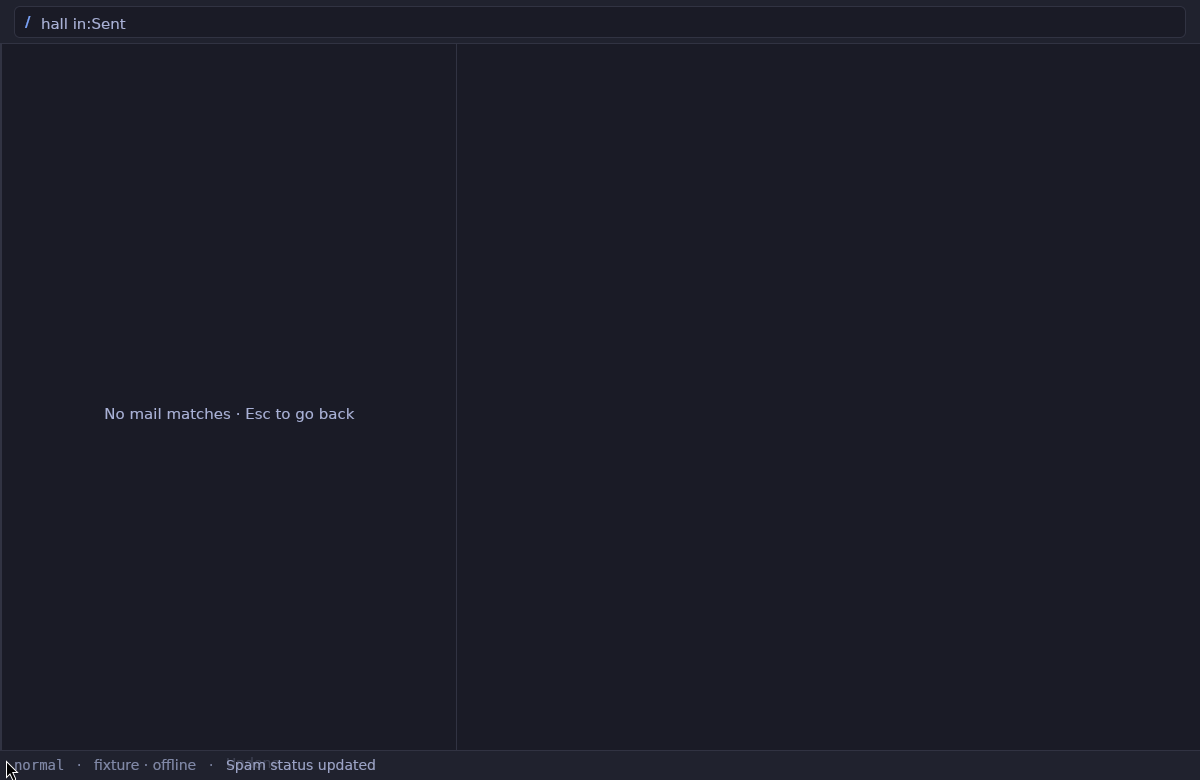 / hall in:Sent
No mail matches · Esc to go back
normal · fixture · offline · Spam status updated